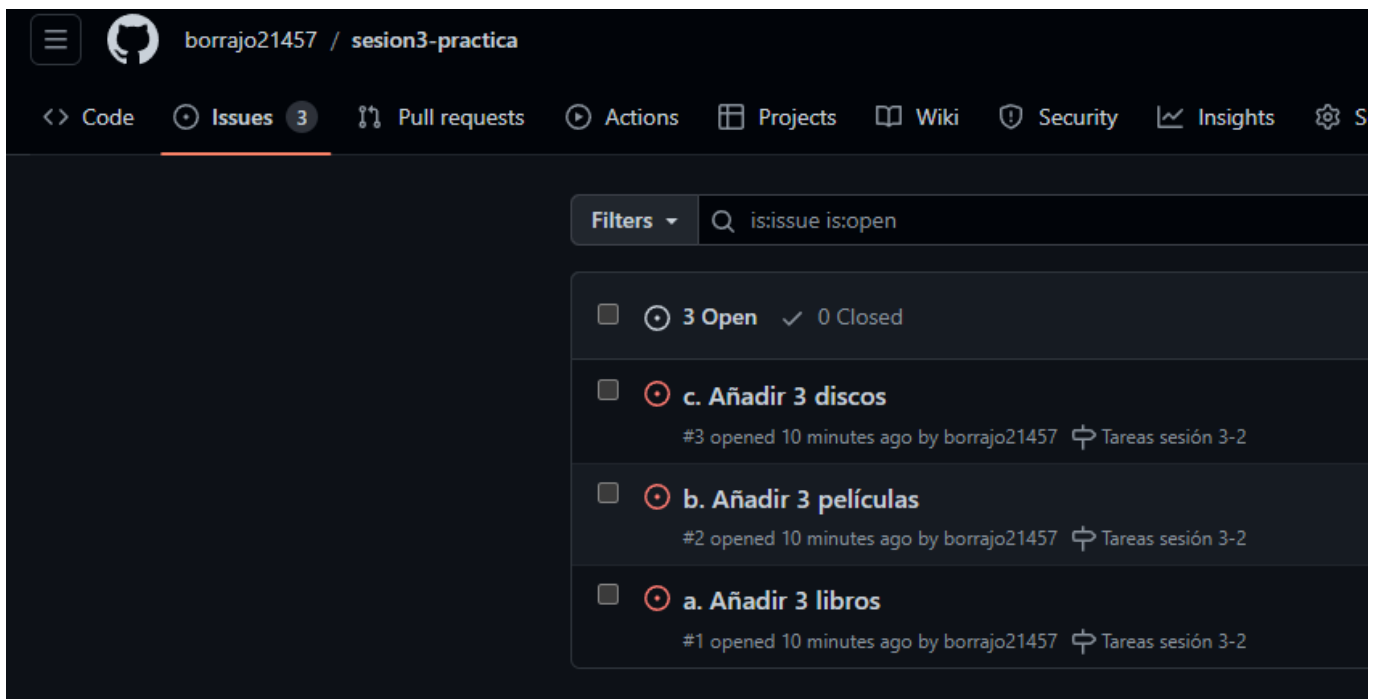 borrajo21457 / sesion3-practica
<> Code Issues 3 Pull requests Actions Projects Wiki Security Insights S
Filters is:issue is:open
3 Open 0 Closed
c. Añadir 3 discos
#3 opened 10 minutes ago by borrajo21457 Tareas sesión 3-2
b. Añadir 3 películas
#2 opened 10 minutes ago by borrajo21457 Tareas sesión 3-2
a. Añadir 3 libros
#1 opened 10 minutes ago by borrajo21457 Tareas sesión 3-2